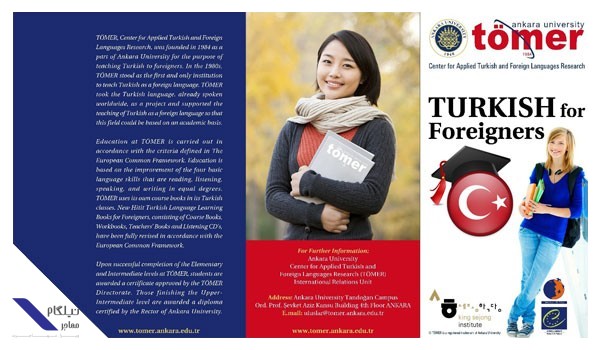 TÖMER, Center for Applied Turkish and Foreign
Languages Research, was founded in 1984 as a
part of Ankara University for the purpose of
teaching Turkish to foreigners. In the 1980s,
TÖMER stood as the first and only institution
to teach Turkish as a foreign language. TÖMER
took the Turkish language, already spoken
worldwide, as a project and supported the
teaching of Turkish as a foreign language so that
this field could be based on an academic basis.
Education at TÖMER is carried out in
accordance with the criteria defined in The
European Common Framework. Education is
based on the improvement of the four basic
language skills that are reading, listening,
speaking, and writing in equal degrees.
TÖMER uses its own course books in its Turkish
classes. New Hitit Turkish Language Learning
Books for Foreigners, consisting of Course Books,
Workbooks, Teachers' Books and Listening CD's,
have been fully revised in accordance with the
European Common Framework.
Upon successful completion of the Elementary
and Intermediate levels at TÖMER, students are
awarded a certificate approved by the TÖMER
Directorate. Those finishing the Upper-
Intermediate level are awarded a diploma
certified by the Rector of Ankara University.
www.tomer.ankara.edu.tr
نیلگام
مهاجر
tömer
For Further Information:
Ankara University
Center for Applied Turkish and
Foreign Languages Research (TÖMER)
International Relations Unit
Address: Ankara University Tandoğan Campus
Ord. Prof. Şevket Aziz Kansu Building 4th Floor ANKARA
E.mail: uluslar@tomer.ankara.edu.tr
www.tomer.ankara.edu.tr
ankara university
tömer
Center for Applied Turkish and Foreign Languages Research
TURKISH for
Foreigners
king sejong
institute